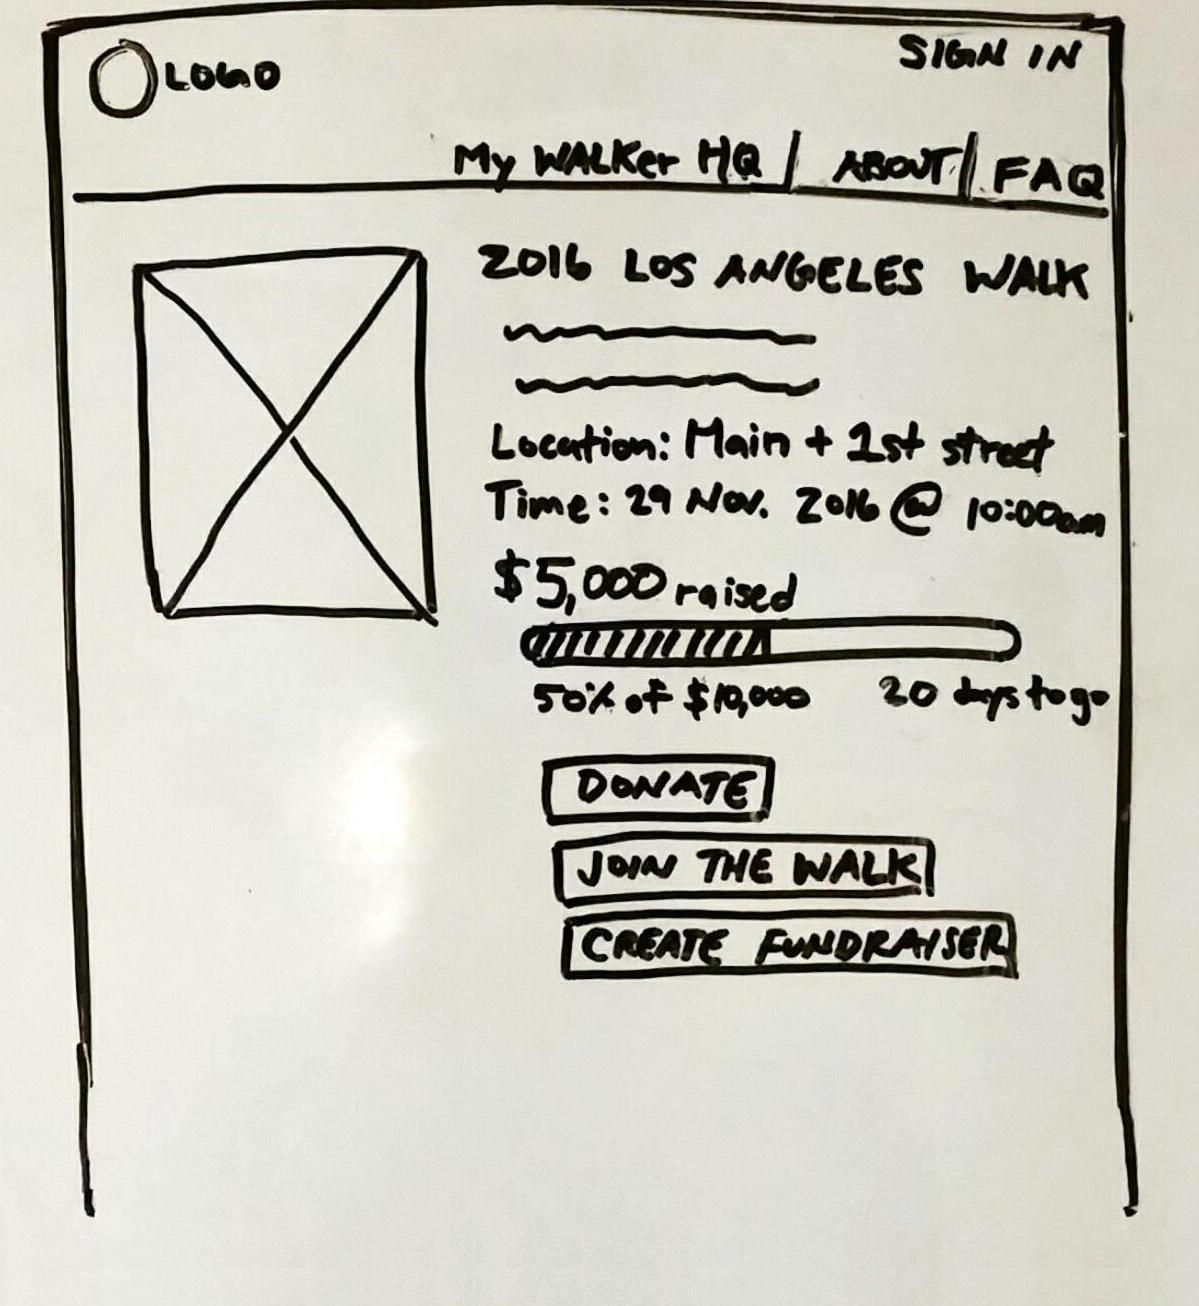 LOGO
SIGN IN
My WALKer HQ
ABOUT
FAQ
2016 LOS ANGELES WALK
Location: Main + 1st street
Time: 29 Nov. 2016 @ 10:00am
$5,000 raised
50% of $10,000
20 days to go
DONATE
JOIN THE WALK
CREATE FUNDRAISER